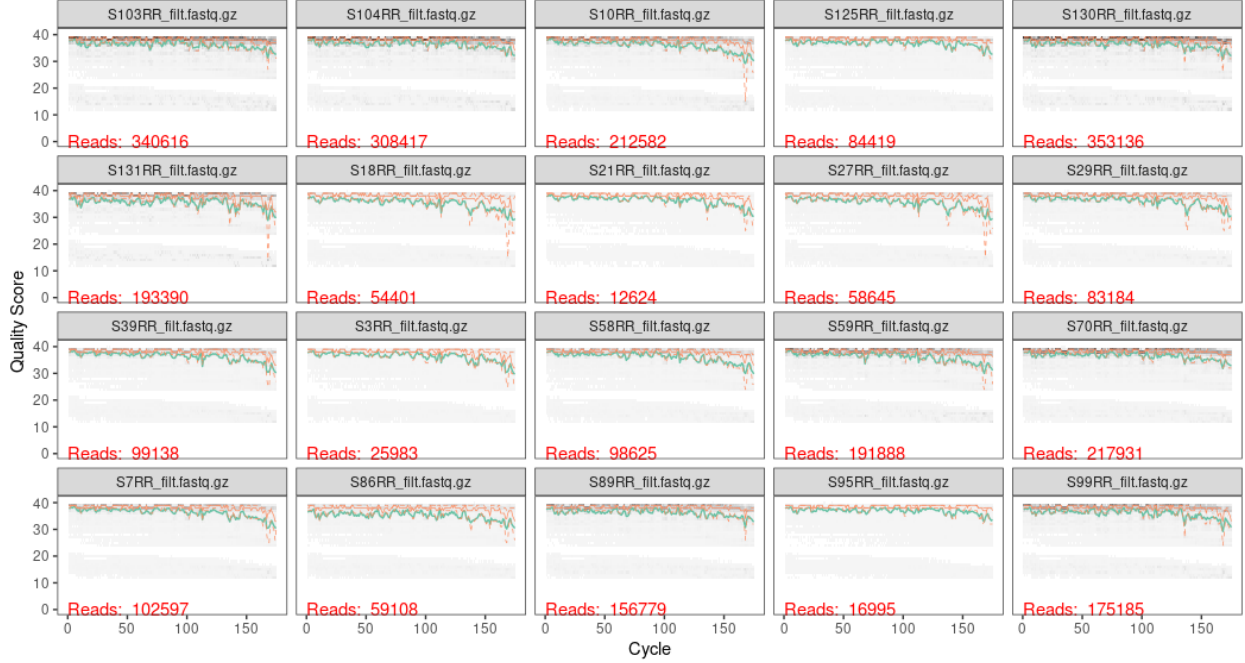 S103RR_filt.fastq.gz S104RR_filt.fastq.gz S10RR_filt.fastq.gz S125RR_filt.fastq.gz S130RR_filt.fastq.gz
40
30
20
10
0
Reads: 340616 Reads: 308417 Reads: 212582 Reads: 84419 Reads: 353136
S131RR_filt.fastq.gz S18RR_filt.fastq.gz S21RR_filt.fastq.gz S27RR_filt.fastq.gz S29RR_filt.fastq.gz
40
30
20
10
0
Reads: 193390 Reads: 54401 Reads: 12624 Reads: 58645 Reads: 83184
Quality Score
S39RR_filt.fastq.gz S3RR_filt.fastq.gz S58RR_filt.fastq.gz S59RR_filt.fastq.gz S70RR_filt.fastq.gz
40
30
20
10
0
Reads: 99138 Reads: 25983 Reads: 98625 Reads: 191888 Reads: 217931
S7RR_filt.fastq.gz S86RR_filt.fastq.gz S89RR_filt.fastq.gz S95RR_filt.fastq.gz S99RR_filt.fastq.gz
40
30
20
10
0
Reads: 102597 Reads: 59108 Reads: 156779 Reads: 16995 Reads: 175185
0 50 100 150 0 50 100 150 0 50 100 150 0 50 100 150 0 50 100 150
Cycle